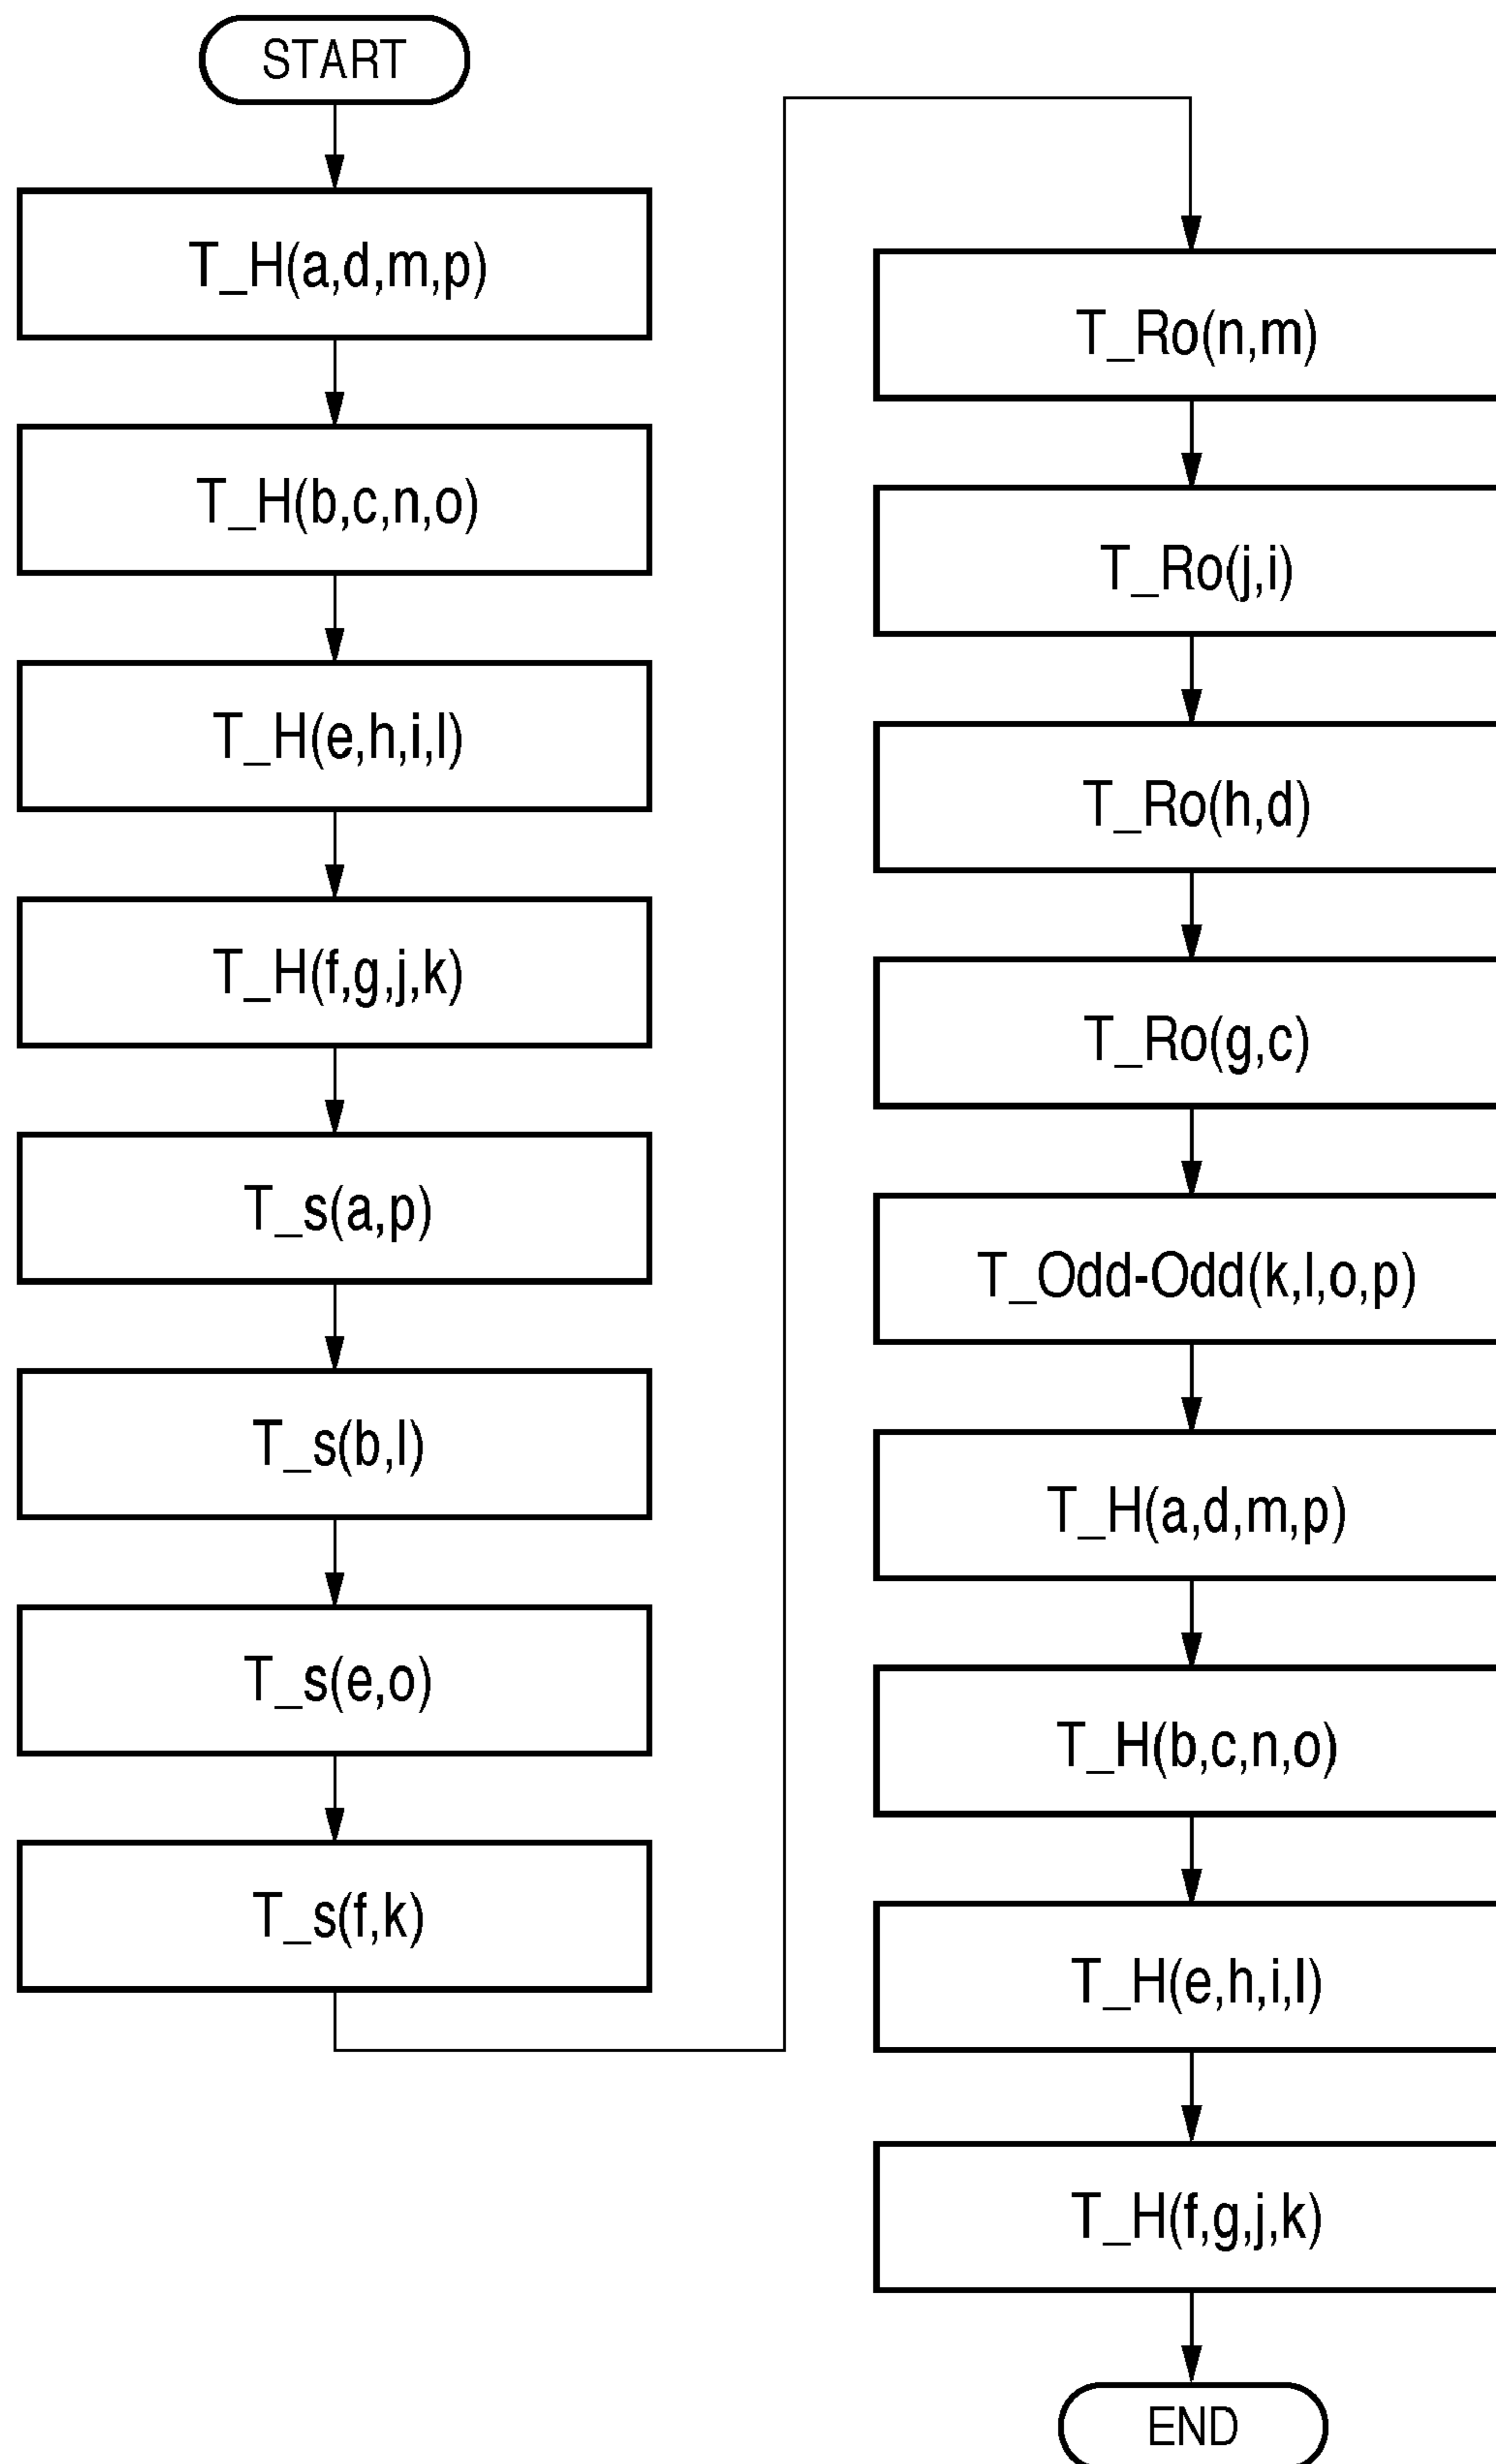 START
T_H(a,d,m,p)
T_H(b,c,n,o)
T_H(e,h,i,l)
T_H(f,g,j,k)
T_s(a,p)
T_s(b,l)
T_s(e,o)
T_s(f,k)
T_Ro(n,m)
T_Ro(j,i)
T_Ro(h,d)
T_Ro(g,c)
T_Odd-Odd(k,l,o,p)
T_H(a,d,m,p)
T_H(b,c,n,o)
T_H(e,h,i,l)
T_H(f,g,j,k)
END